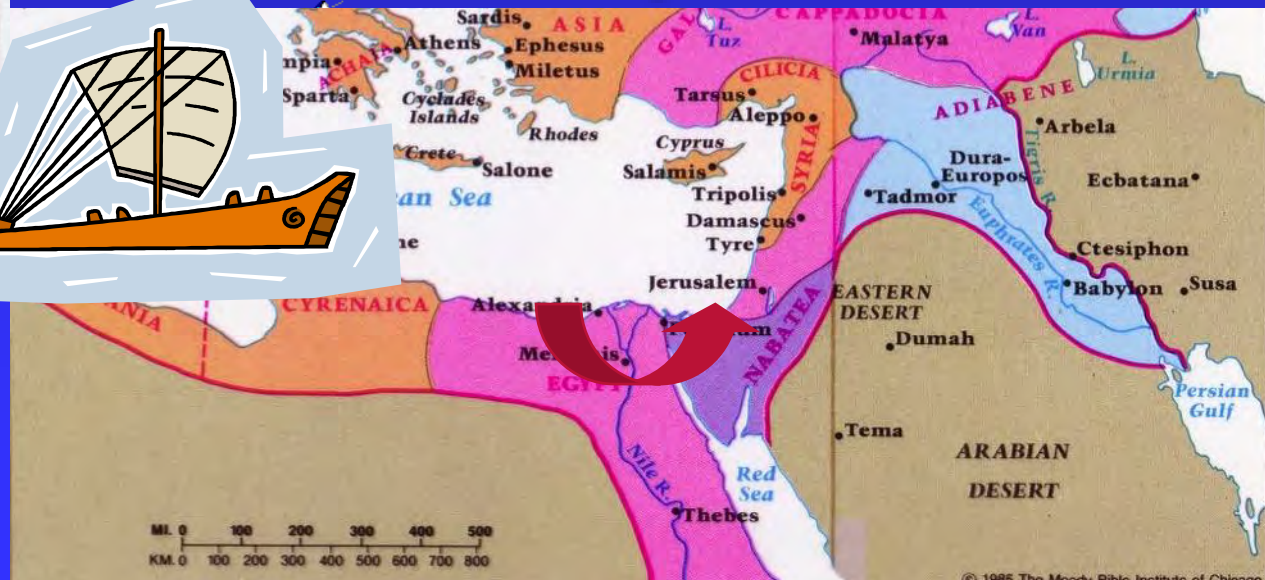 Sardis
ASIA
GAL
L.
Tuz
CAPPADOCIA
Malatya
L.
Van
L.
Urmia
ACHAIA
Athens
Ephesus
mpia
Miletus
Sparta
Cyclades
Islands
Rhodes
Tarsus
CILICIA
Aleppo
ADIABENE
Arbela
Tigris R.
Crete
Salone
Cyprus
Salamis
SYRIA
Dura-
Europos
Ecbatana
Tripolis
Tadmor
an Sea
Damascus
Tyre
Euphrates R.
Ctesiphon
ne
Jerusalem
Babylon
Susa
ANIA
CYRENAICA
EASTERN
DESERT
NABATEA
Dumah
EGYPT
Persian
Gulf
Tema
ARABIAN
DESERT
Nile R.
Red
Sea
Thebes
MI. 0 100 200 300 400 500
KM. 0 100 200 300 400 500 600 700 800
© 1985 The Moody Bible Institute of Chicago